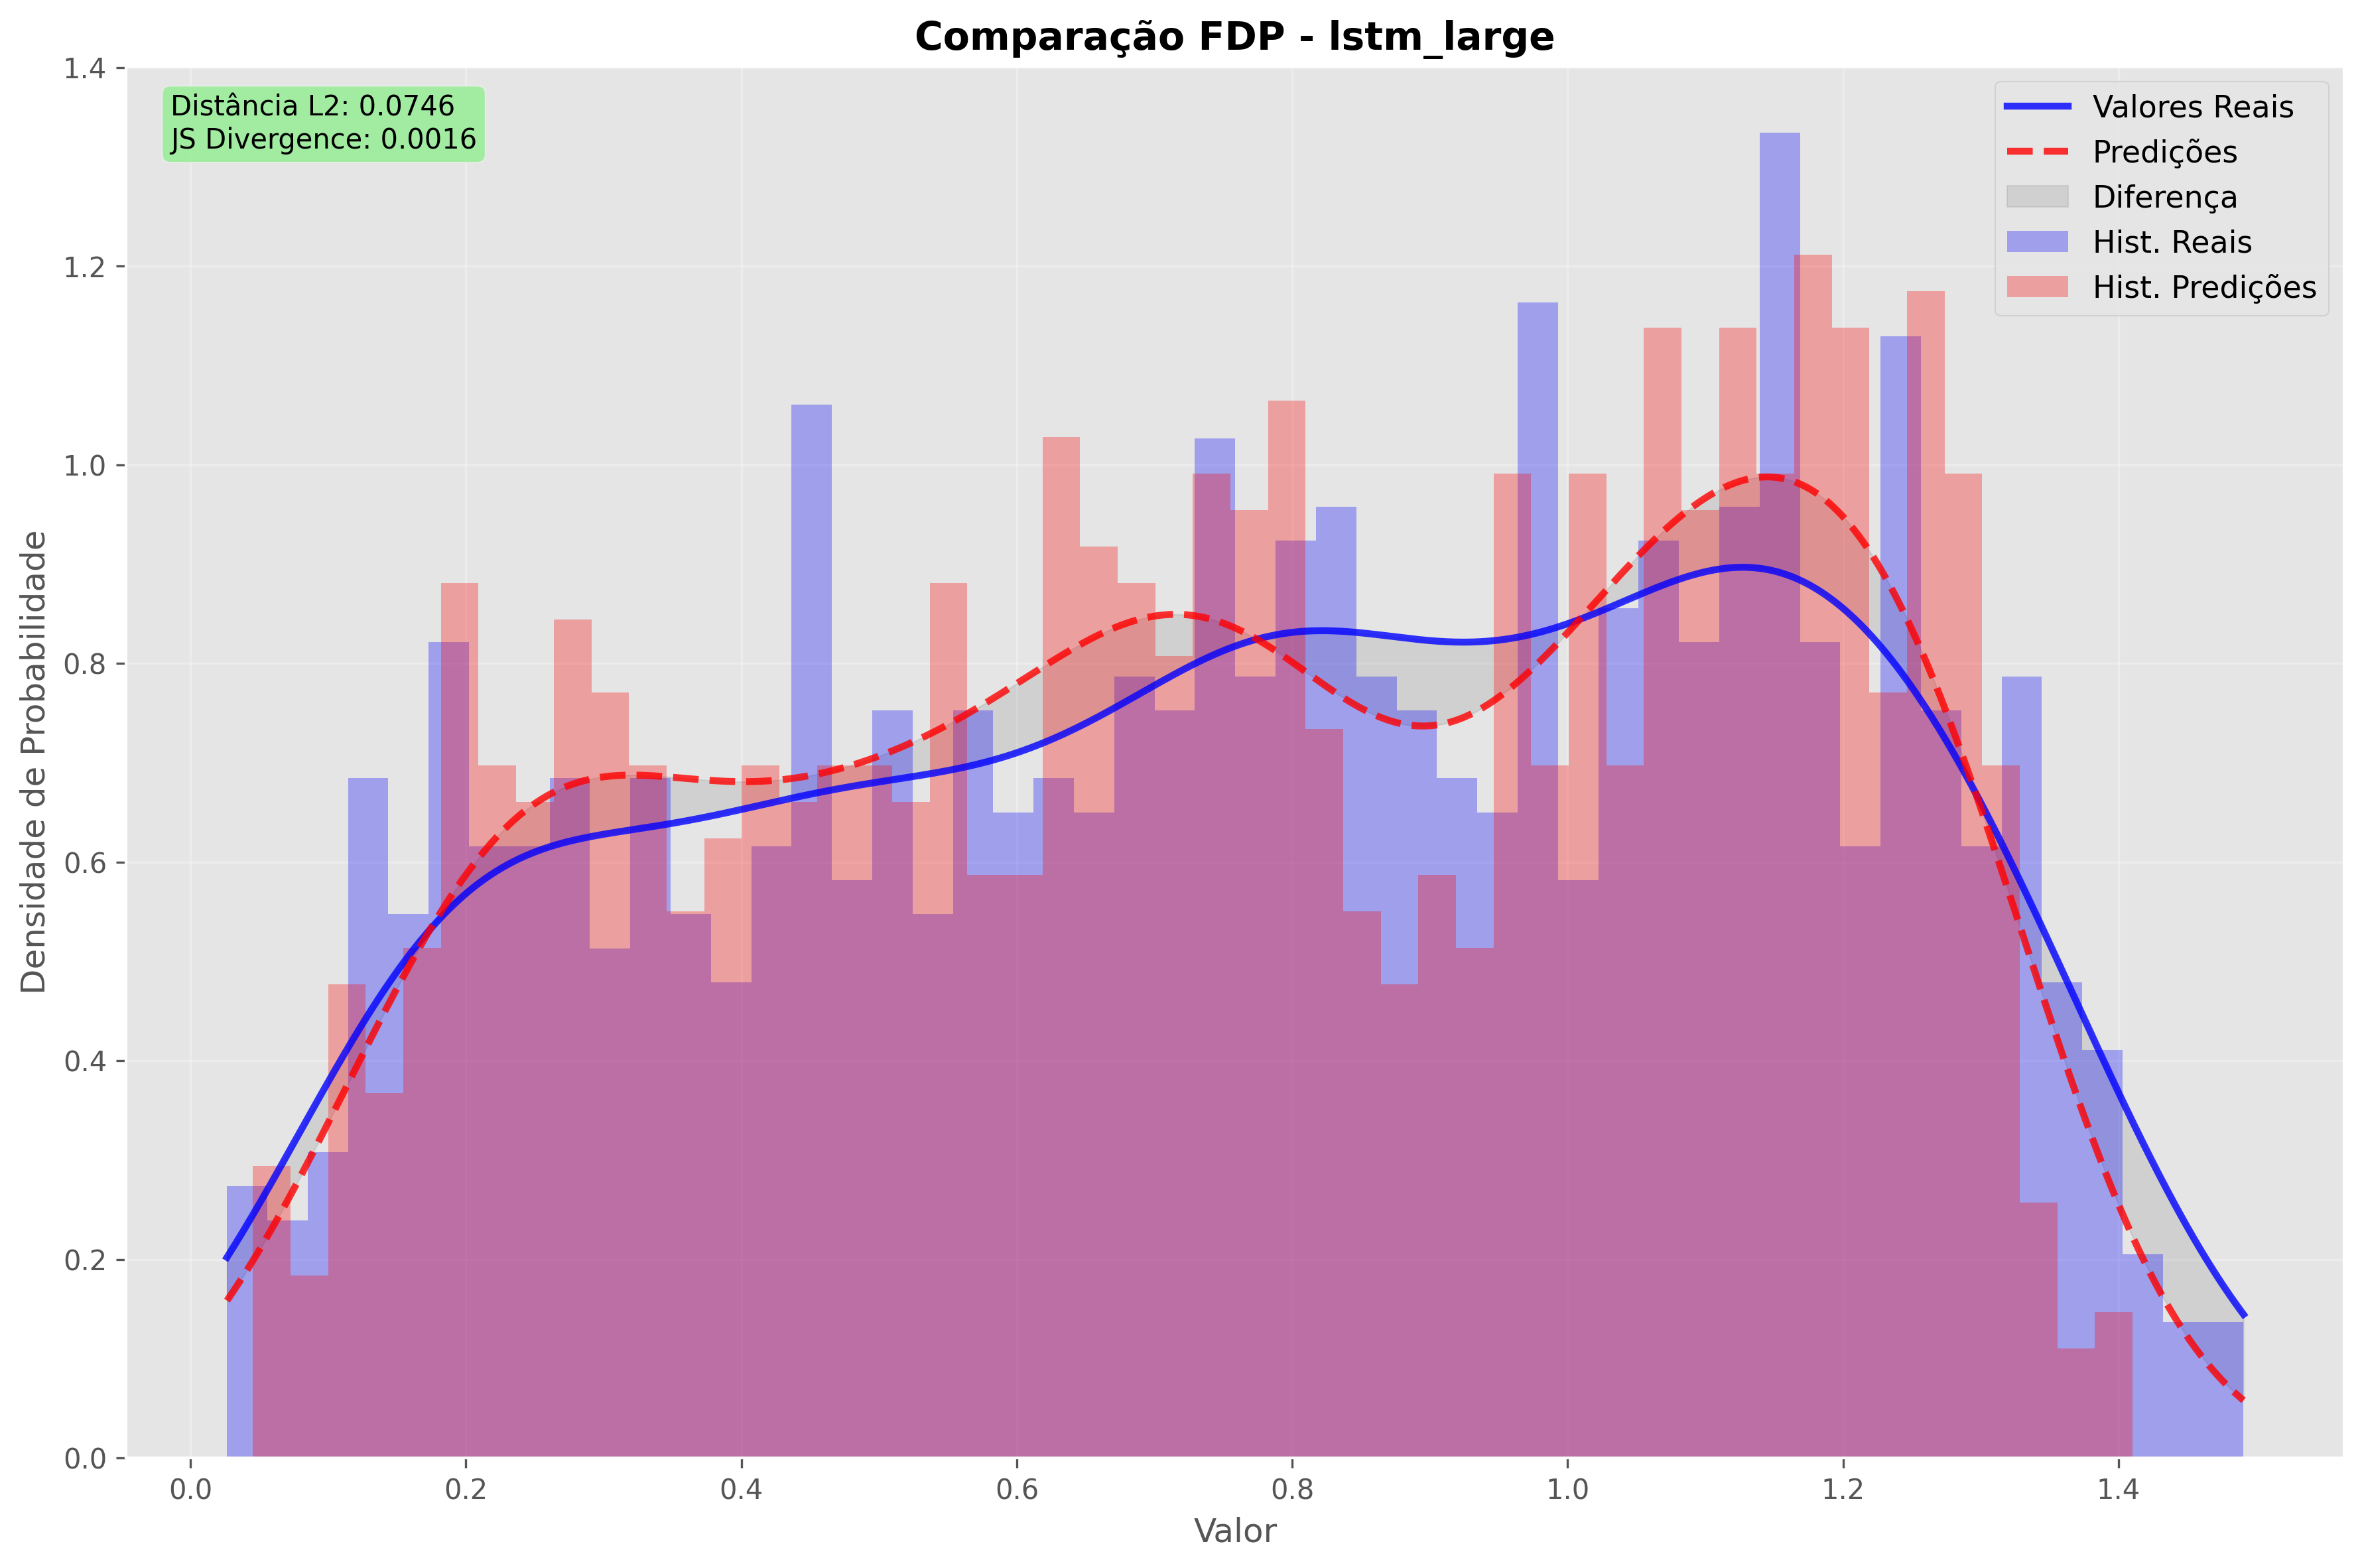 Comparação FDP - lstm_large
Distância L2: 0.0746
JS Divergence: 0.0016
Valores Reais
Predições
Diferença
Hist. Reais
Hist. Predições
Densidade de Probabilidade
1.4
1.2
1.0
0.8
0.6
0.4
0.2
0.0
0.0 0.2 0.4 0.6 0.8 1.0 1.2 1.4
Valor